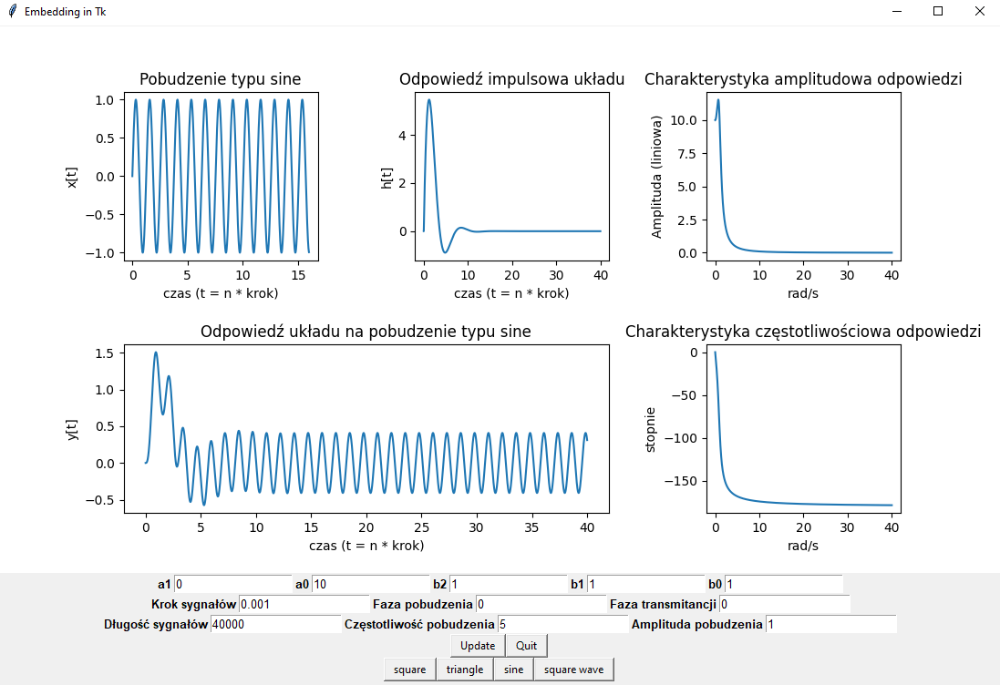 Embedding in Tk
Pobudzenie typu sine
1.0
0.5
0.0
−0.5
−1.0
x[t]
0 5 10 15
czas (t = n * krok)
Odpowiedź impulsowa układu
4
2
0
h[t]
0 10 20 30 40
czas (t = n * krok)
Charakterystyka amplitudowa odpowiedzi
10.0
7.5
5.0
2.5
0.0
Amplituda (liniowa)
0 10 20 30 40
rad/s
Odpowiedź układu na pobudzenie typu sine
1.5
1.0
0.5
0.0
−0.5
y[t]
0 5 10 15 20 25 30 35 40
czas (t = n * krok)
Charakterystyka częstotliwościowa odpowiedzi
0
−50
−100
−150
stopnie
0 10 20 30 40
rad/s
a1 0 a0 10 b2 1 b1 1 b0 1
Krok sygnałów 0.001 Faza pobudzenia 0 Faza transmitancji 0
Długość sygnałów 40000 Częstotliwość pobudzenia 5 Amplituda pobudzenia 1
Update Quit
square triangle sine square wave